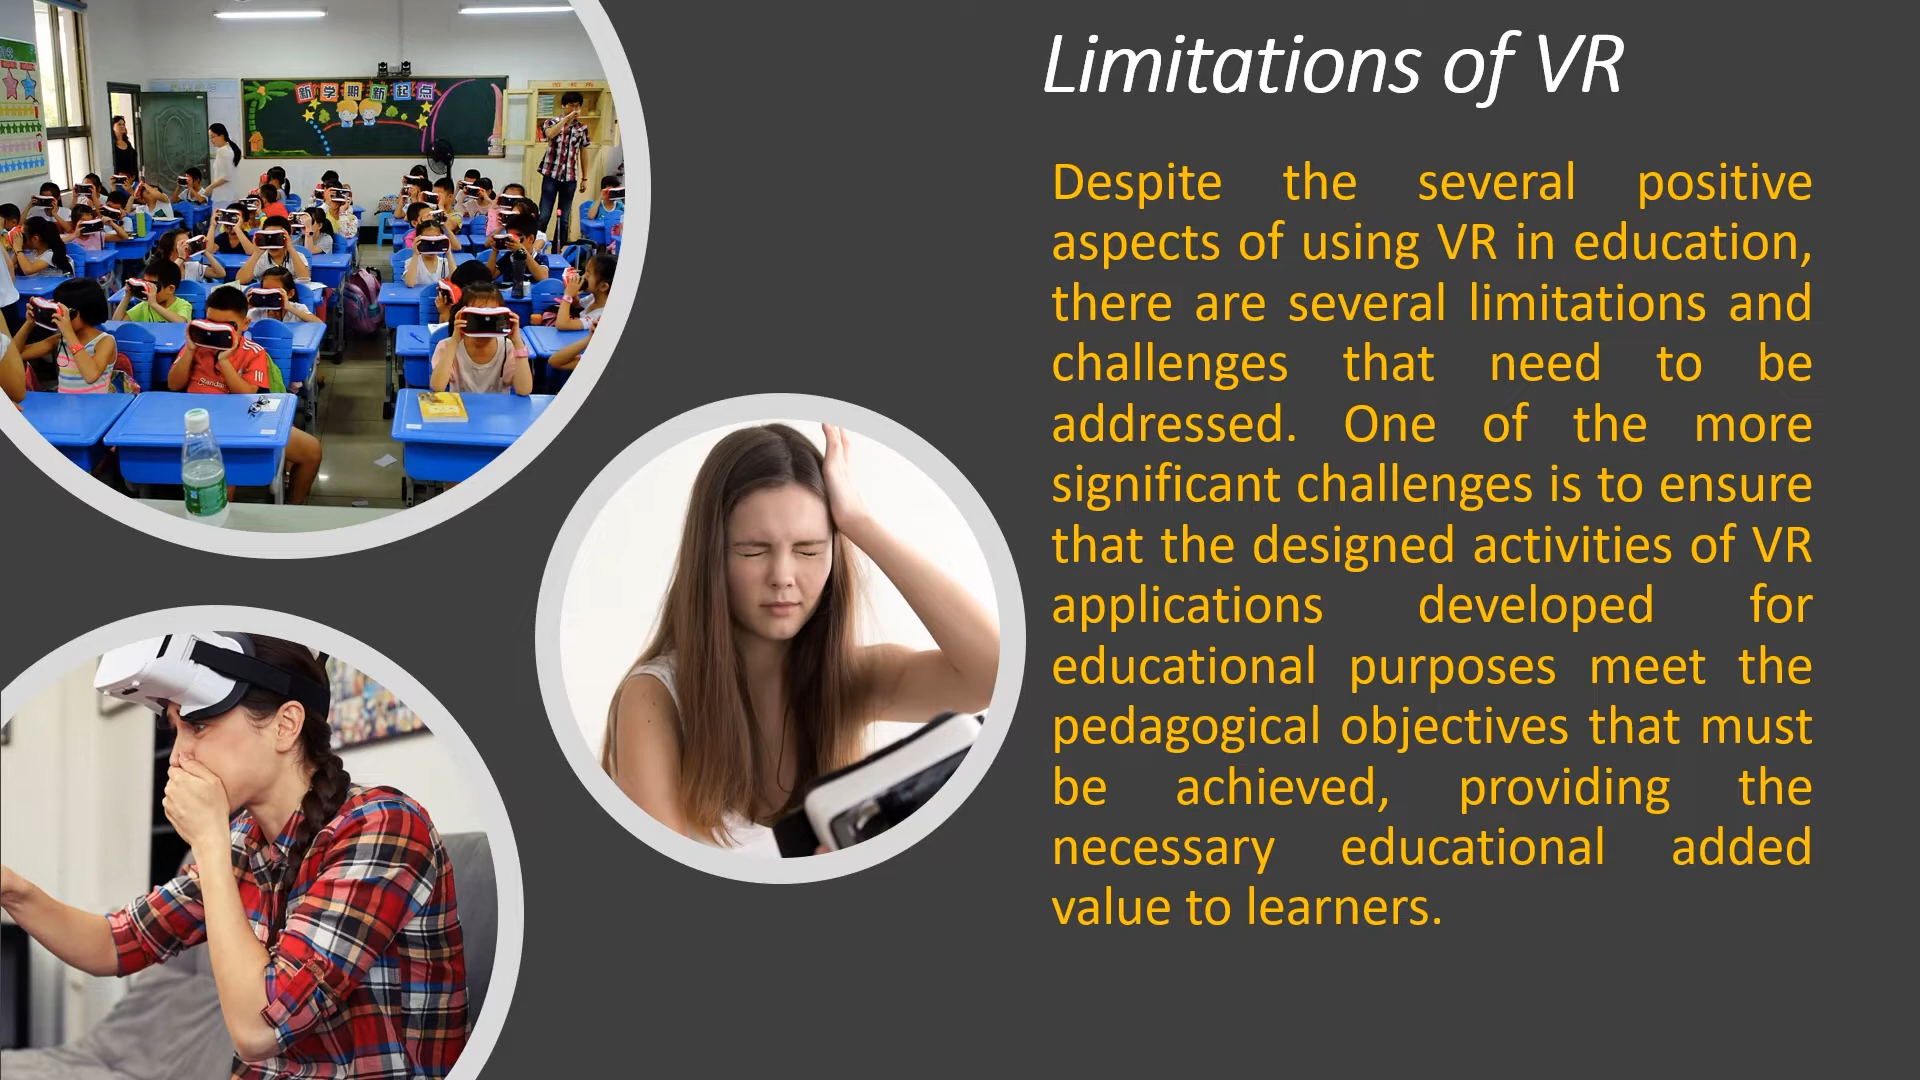 Limitations of VR
Despite the several positive
aspects of using VR in education,
there are several limitations and
challenges that need to be
addressed. One of the more
significant challenges is to ensure
that the designed activities of VR
applications developed for
educational purposes meet the
pedagogical objectives that must
be achieved, providing the
necessary educational added
value to learners.
新学期新起点